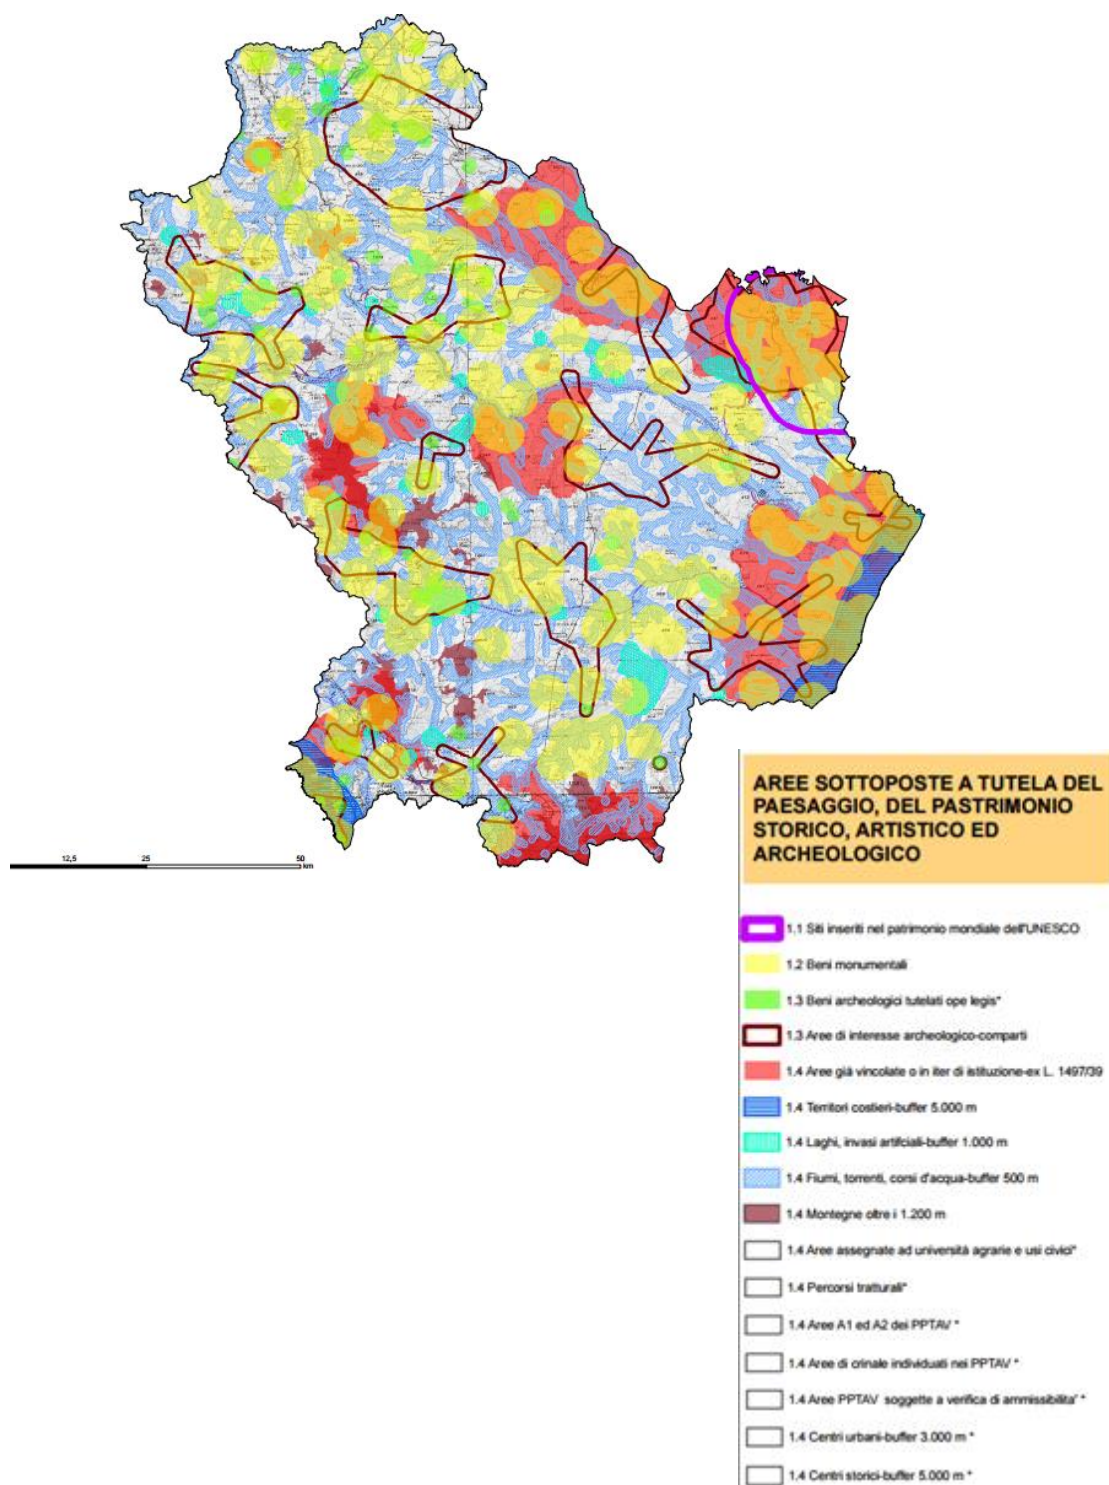 12,5 25 50
km
AREE SOTTOPOSTE A TUTELA DEL
PAESAGGIO, DEL PASTRIMONIO
STORICO, ARTISTICO ED
ARCHEOLOGICO
1.1 Siti inseriti nel patrimonio mondiale dell'UNESCO
1.2 Beni monumentali
1.3 Beni archeologici tutelati ope legis*
1.3 Aree di interesse archeologico-comparti
1.4 Aree già vincolate o in iter di istituzione-ex L. 1497/39
1.4 Territori costieri-buffer 5.000 m
1.4 Laghi, invasi artifciali-buffer 1.000 m
1.4 Fiumi, torrenti, corsi d'acqua-buffer 500 m
1.4 Montegne oltre i 1.200 m
1.4 Aree assegnate ad università agrarie e usi civici*
1.4 Percorsi tratturali*
1.4 Aree A1 ed A2 dei PPTAV *
1.4 Aree di crinale individuati nei PPTAV *
1.4 Aree PPTAV soggette a verifica di ammissibilita' *
1.4 Centri urbani-buffer 3.000 m *
1.4 Centri storici-buffer 5.000 m *